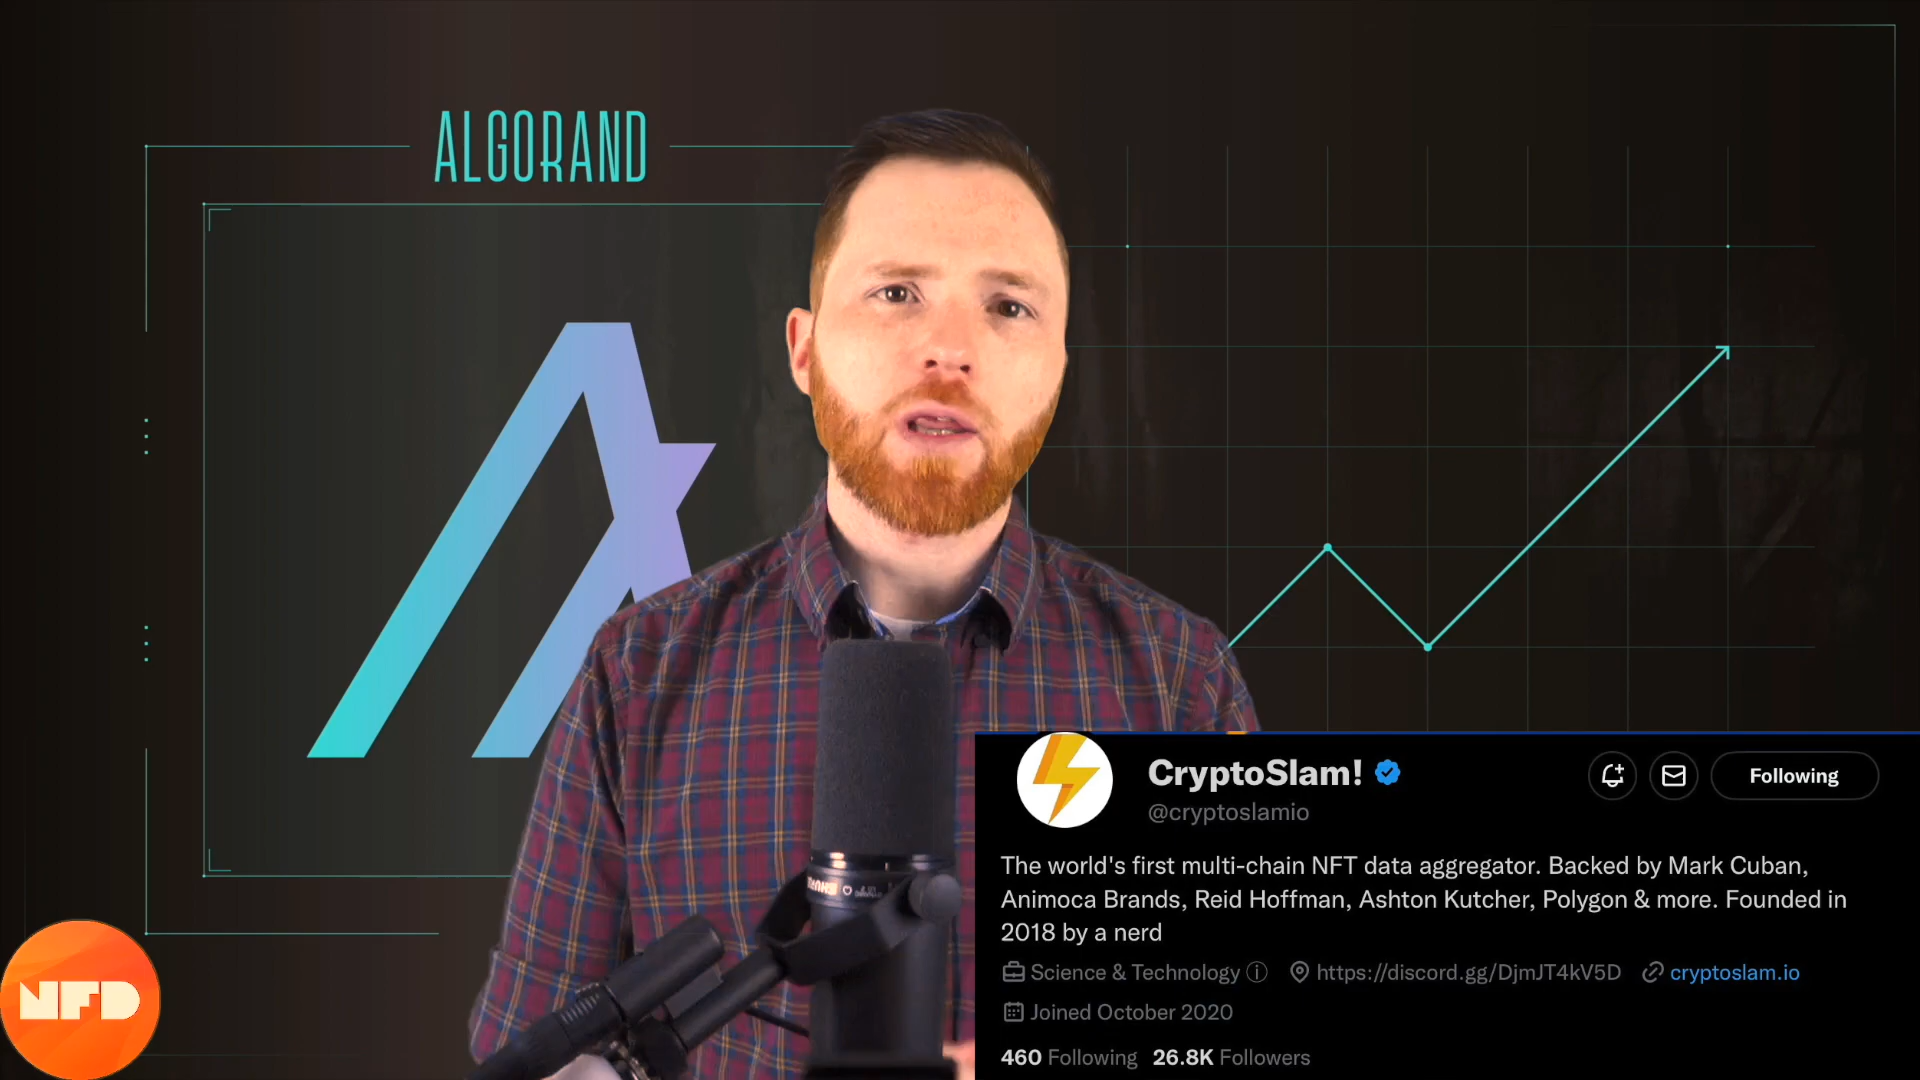 ALGORAND
CryptoSlam!
Following
@cryptoslamio
The world's first multi-chain NFT data aggregator. Backed by Mark Cuban,
Animoca Brands, Reid Hoffman, Ashton Kutcher, Polygon & more. Founded in
2018 by a nerd
Science & Technology
https://discord.gg/DjmJT4kV5D
cryptoslam.io
Joined October 2020
460 Following 26.8K Followers
NFD